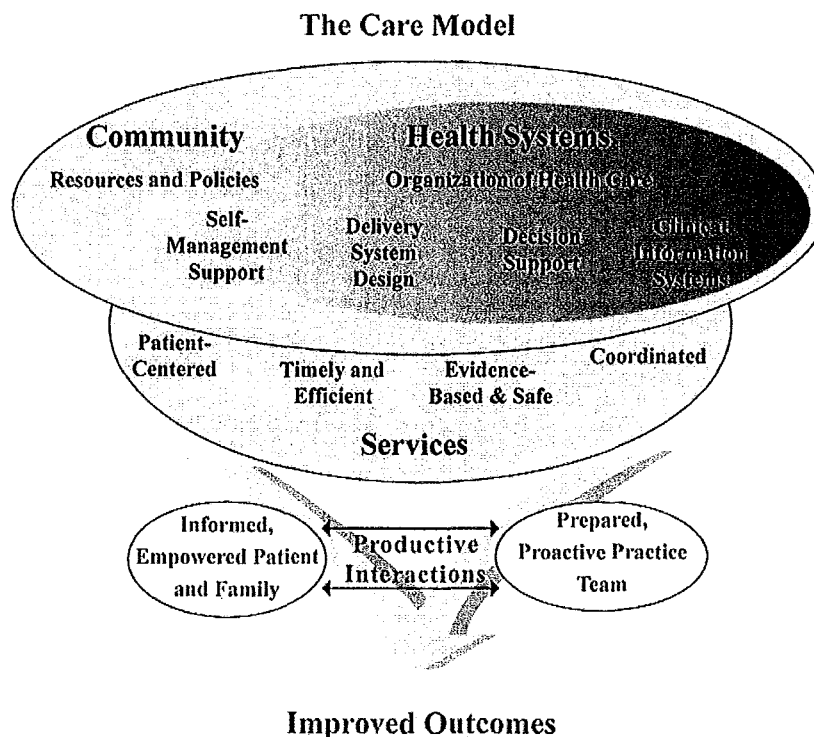 The Care Model
Community
Health Systems
Resources and Policies
Organization of Health Care
Self-
Management
Support
Delivery
System
Design
Decision
Support
Clinical
Information
Systems
Patient-
Centered
Timely and
Efficient
Evidence-
Based & Safe
Coordinated
Services
Informed,
Empowered Patient
and Family
Productive
Interactions
Prepared,
Proactive Practice
Team
Improved Outcomes